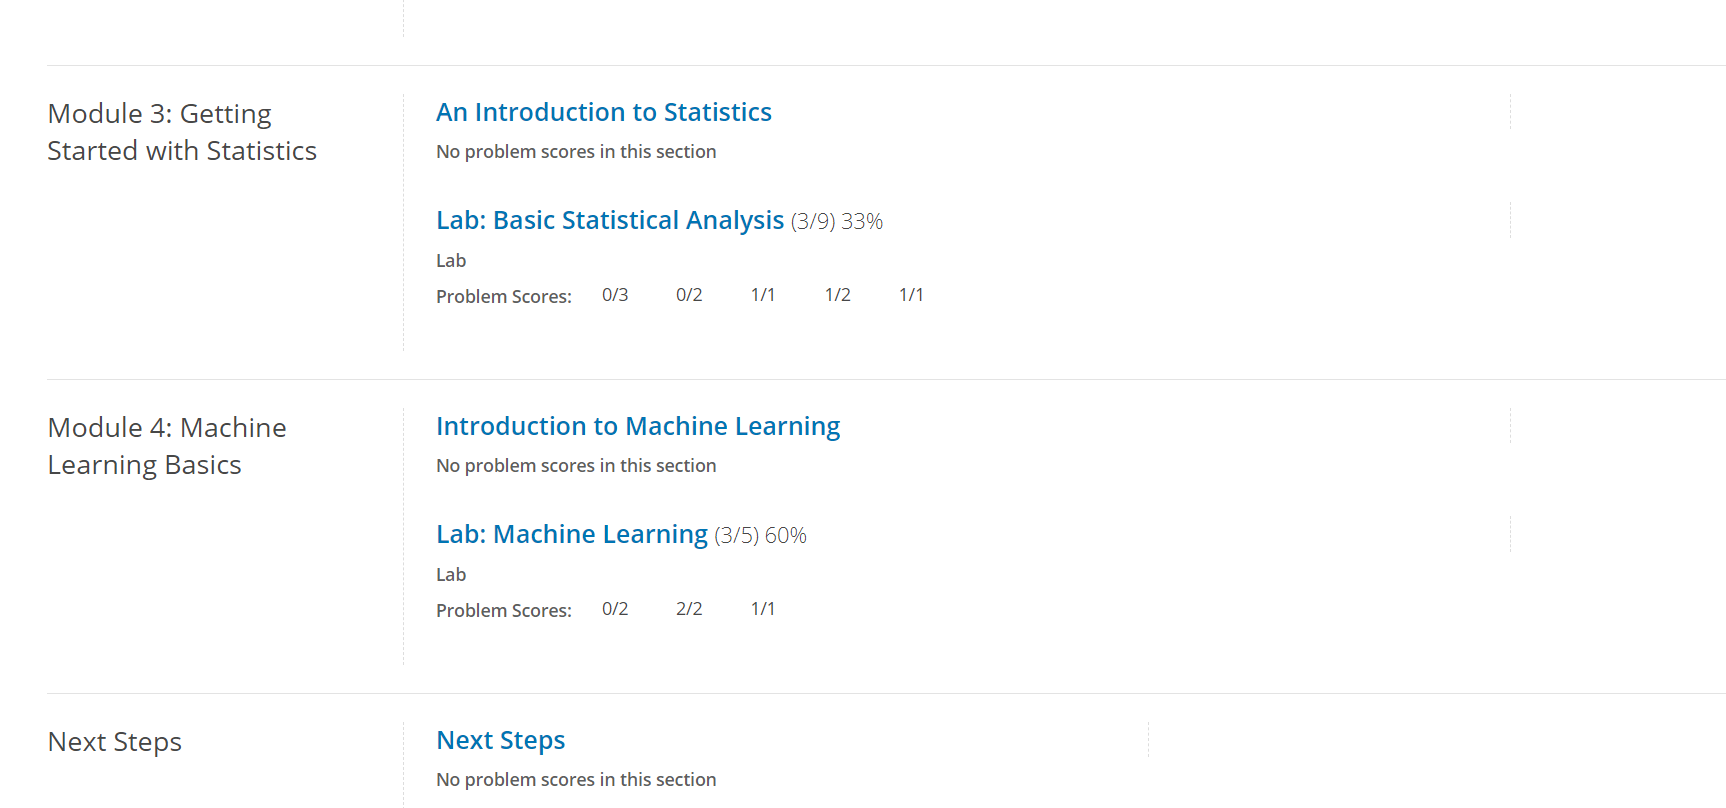 Module 3: Getting
Started with Statistics
An Introduction to Statistics
No problem scores in this section
Lab: Basic Statistical Analysis (3/9) 33%
Lab
Problem Scores: 0/3 0/2 1/1 1/2 1/1
Module 4: Machine
Learning Basics
Introduction to Machine Learning
No problem scores in this section
Lab: Machine Learning (3/5) 60%
Lab
Problem Scores: 0/2 2/2 1/1
Next Steps
Next Steps
No problem scores in this section